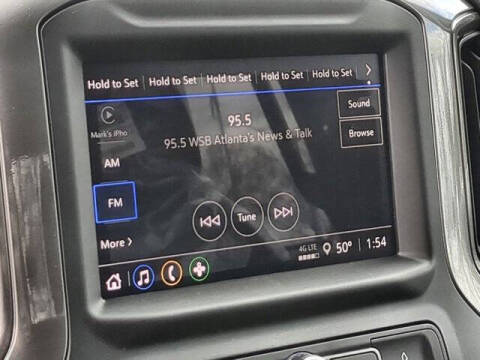 Hold to Set Hold to Set Hold to Set Hold to Set Hold to Set >
95.5 Sound
Mark's iPho 95.5 WSB Atlanta's News & Talk Browse
AM
FM
Tune
More >
4G LTE 50° 1:54